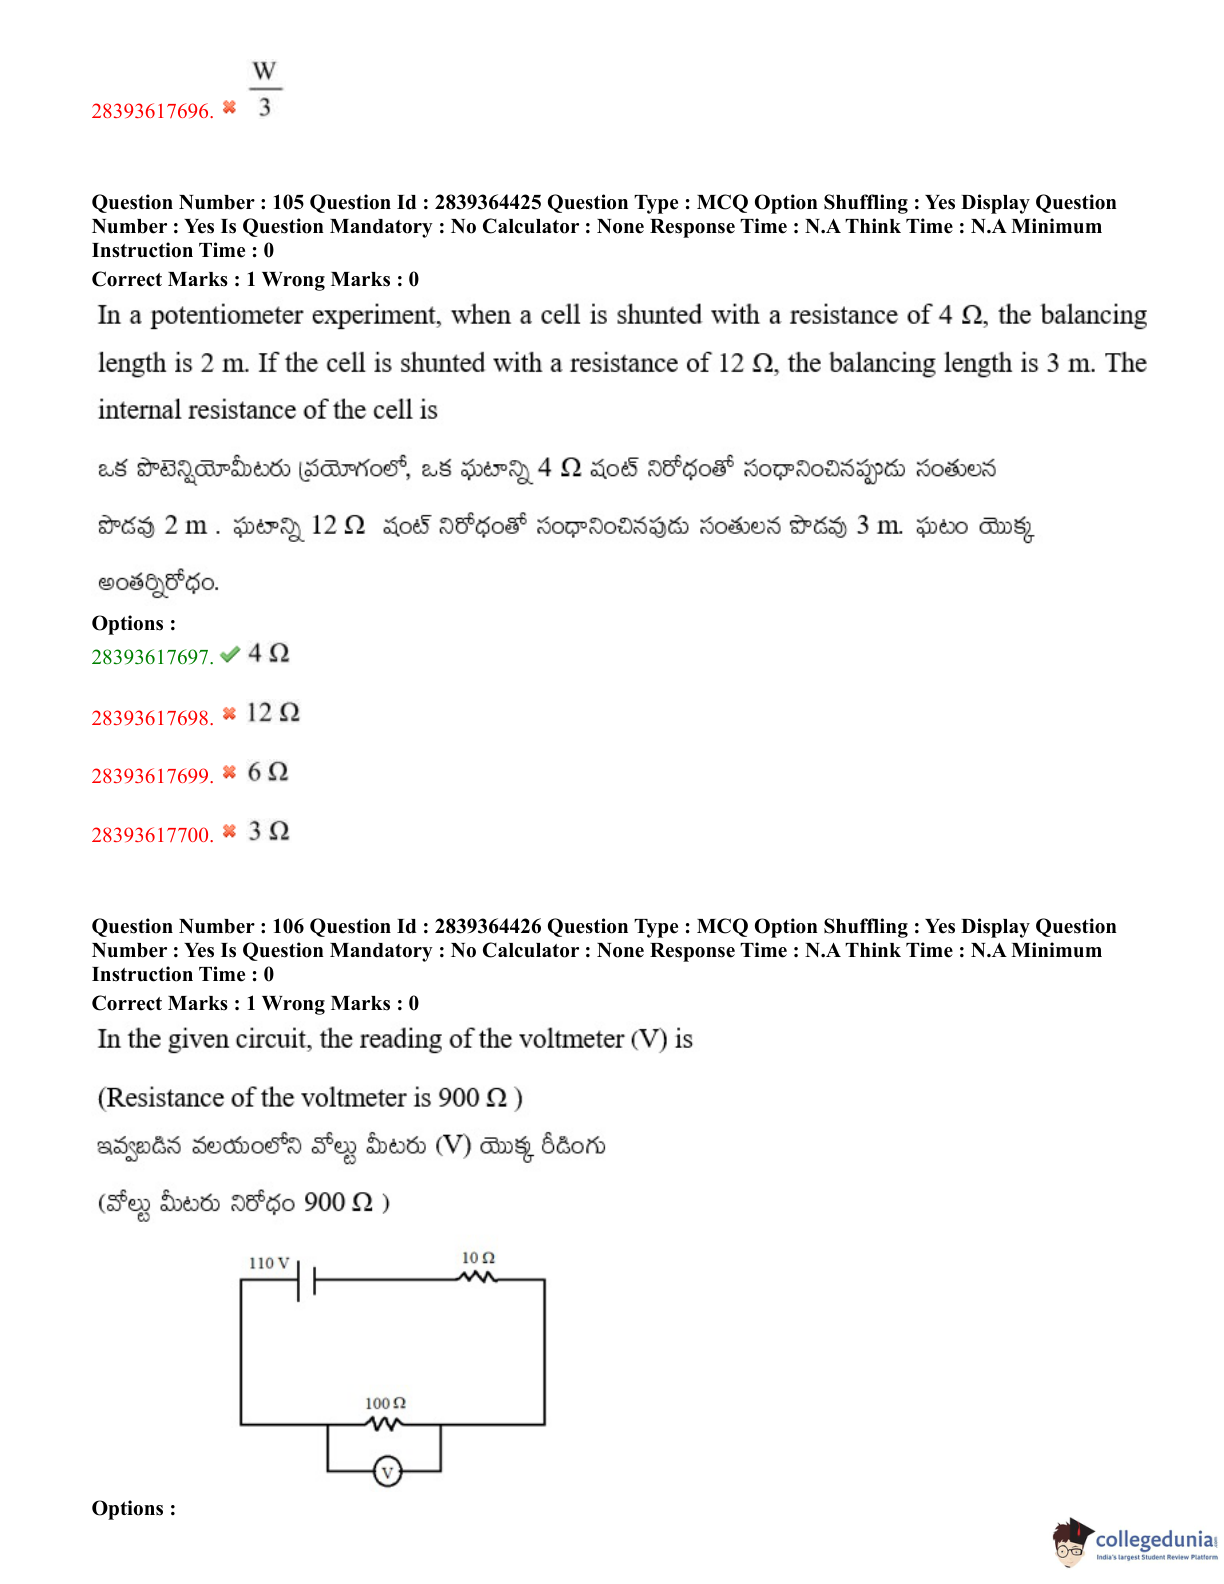 W
3
28393617696.
Question Number : 105 Question Id : 2839364425 Question Type : MCQ Option Shuffling : Yes Display Question
Number : Yes Is Question Mandatory : No Calculator : None Response Time : N.A Think Time : N.A Minimum
Instruction Time : 0
Correct Marks : 1 Wrong Marks : 0
In a potentiometer experiment, when a cell is shunted with a resistance of 4 Ω, the balancing
length is 2 m. If the cell is shunted with a resistance of 12 Ω, the balancing length is 3 m. The
internal resistance of the cell is
ఒక పొటెన్షియోమీటరు ప్రయోగంలో, ఒక ఘటాన్ని 4 Ω షంట్ నిరోధంతో సంధానించినప్పుడు సంతులన
పొడవు 2 m . ఘటాన్ని 12 Ω షంట్ నిరోధంతో సంధానించినపుడు సంతులన పొడవు 3 m. ఘటం యొక్క
అంతర్నిరోధం.
Options :
28393617697. 4 Ω
28393617698. 12 Ω
28393617699. 6 Ω
28393617700. 3 Ω
Question Number : 106 Question Id : 2839364426 Question Type : MCQ Option Shuffling : Yes Display Question
Number : Yes Is Question Mandatory : No Calculator : None Response Time : N.A Think Time : N.A Minimum
Instruction Time : 0
Correct Marks : 1 Wrong Marks : 0
In the given circuit, the reading of the voltmeter (V) is
(Resistance of the voltmeter is 900 Ω )
ఇవ్వబడిన వలయంలోని వోల్టు మీటరు (V) యొక్క రీడింగు
(వోల్టు మీటరు నిరోధం 900 Ω )
110 V
10 Ω
100 Ω
V
Options :
collegedunia
India's largest Student Review Platform